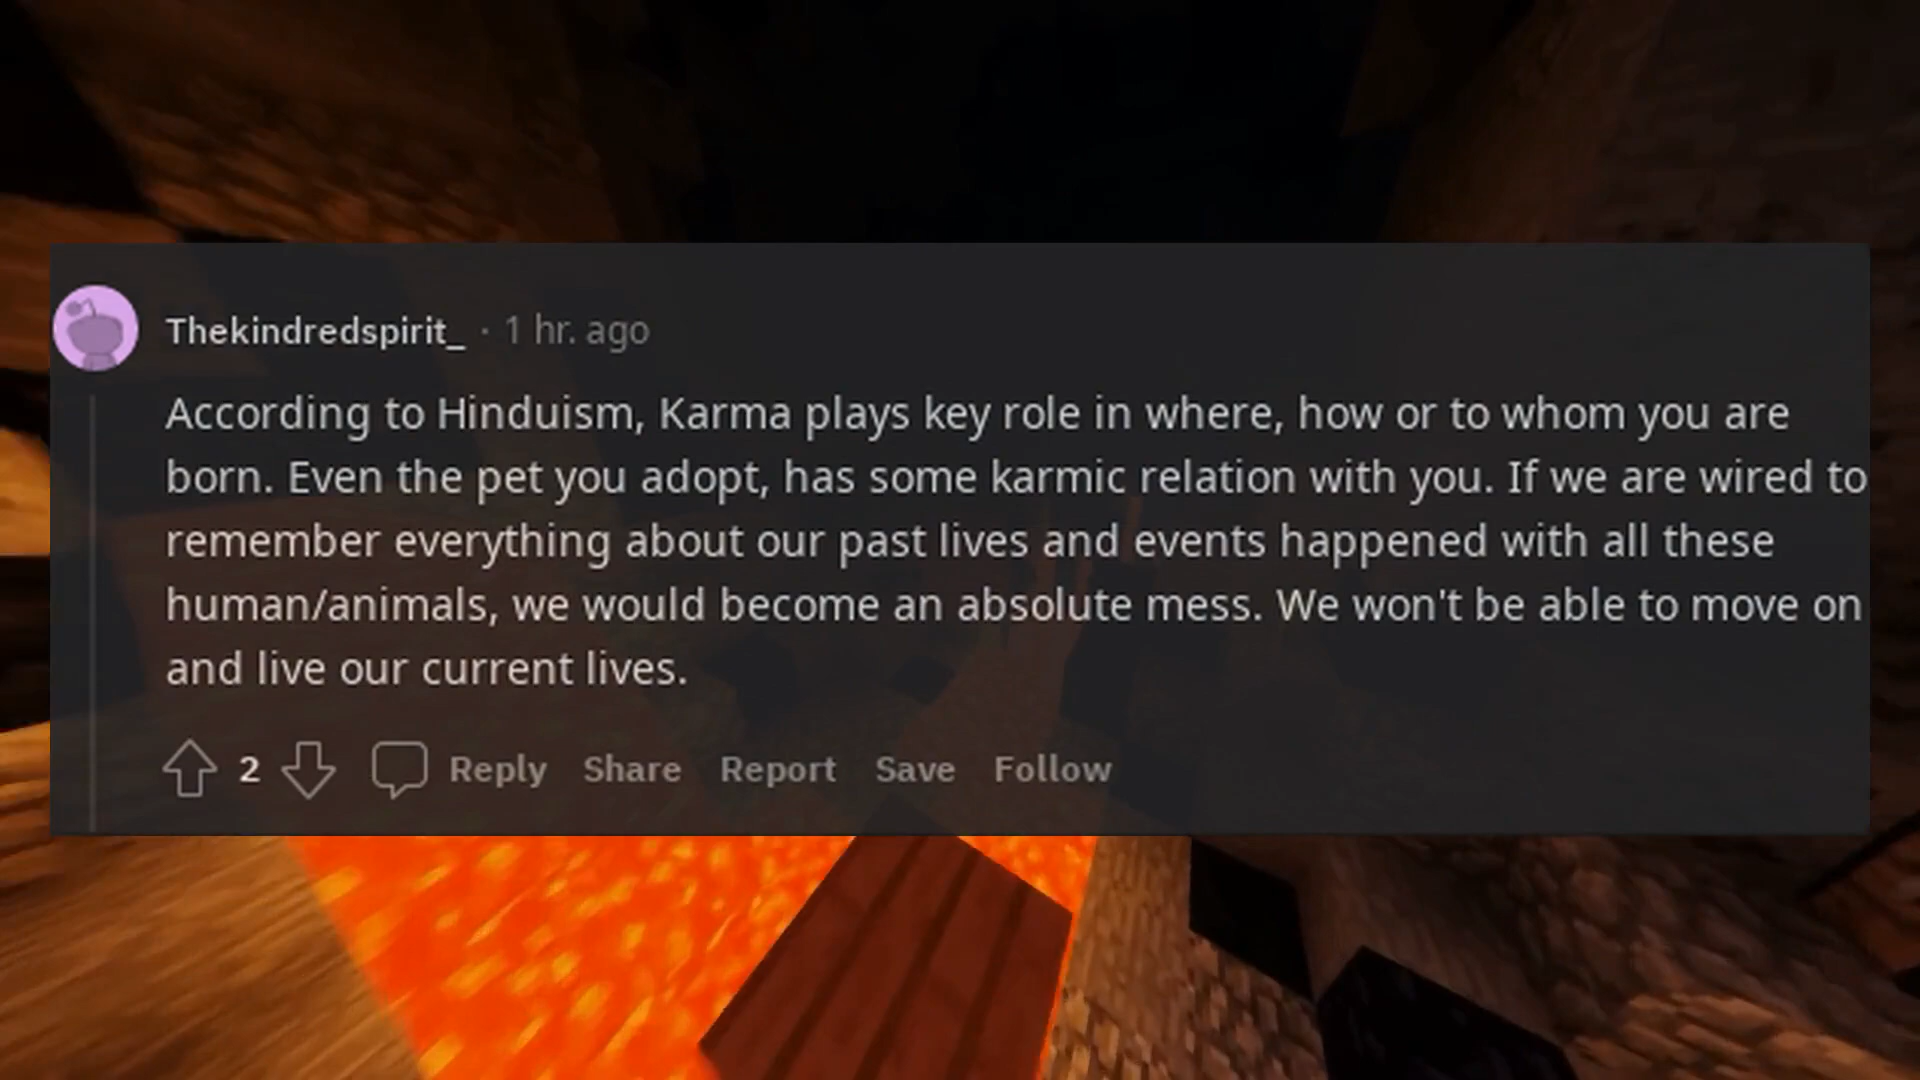 Thekindredspirit_ · 1 hr. ago
According to Hinduism, Karma plays key role in where, how or to whom you are
born. Even the pet you adopt, has some karmic relation with you. If we are wired to
remember everything about our past lives and events happened with all these
human/animals, we would become an absolute mess. We won't be able to move on
and live our current lives.
2 Reply Share Report Save Follow